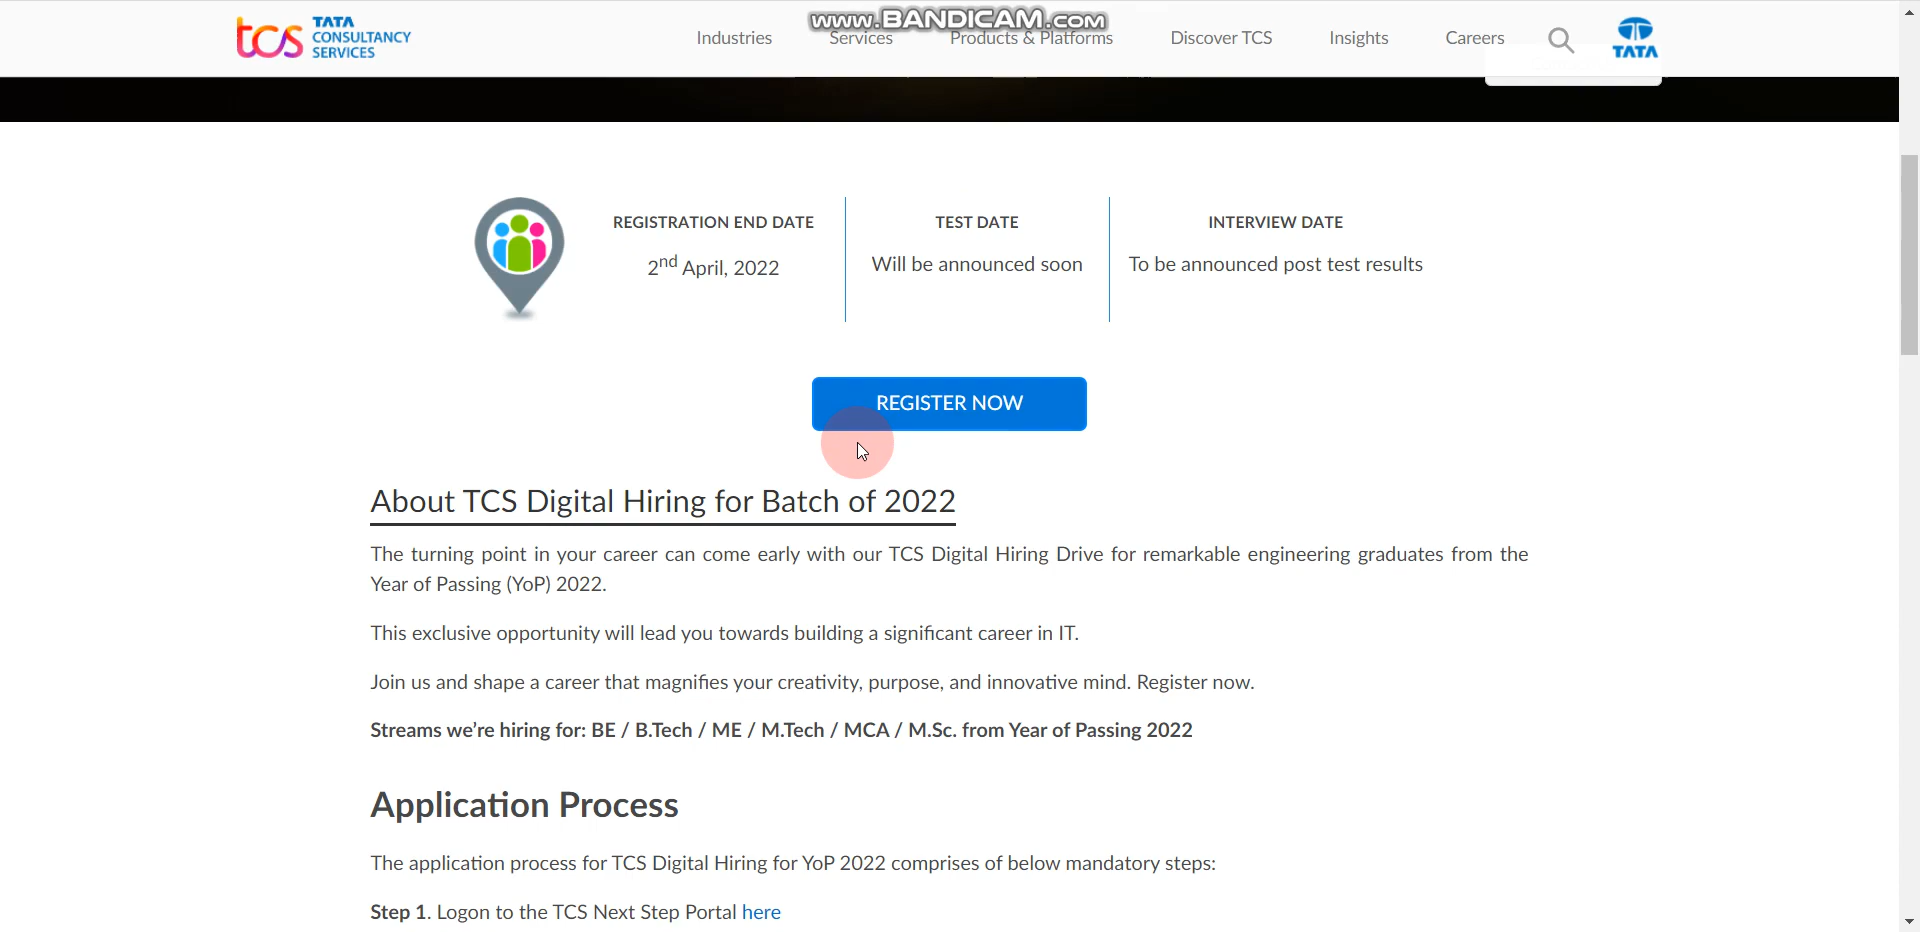 www.BANDICAM.com
tcs TATA CONSULTANCY SERVICES
Industries Services Products & Platforms Discover TCS Insights Careers TATA
REGISTRATION END DATE TEST DATE INTERVIEW DATE
2nd April, 2022 Will be announced soon To be announced post test results
REGISTER NOW
About TCS Digital Hiring for Batch of 2022
The turning point in your career can come early with our TCS Digital Hiring Drive for remarkable engineering graduates from the
Year of Passing (YoP) 2022.
This exclusive opportunity will lead you towards building a significant career in IT.
Join us and shape a career that magnifies your creativity, purpose, and innovative mind. Register now.
Streams we’re hiring for: BE / B.Tech / ME / M.Tech / MCA / M.Sc. from Year of Passing 2022
Application Process
The application process for TCS Digital Hiring for YoP 2022 comprises of below mandatory steps:
Step 1. Logon to the TCS Next Step Portal here